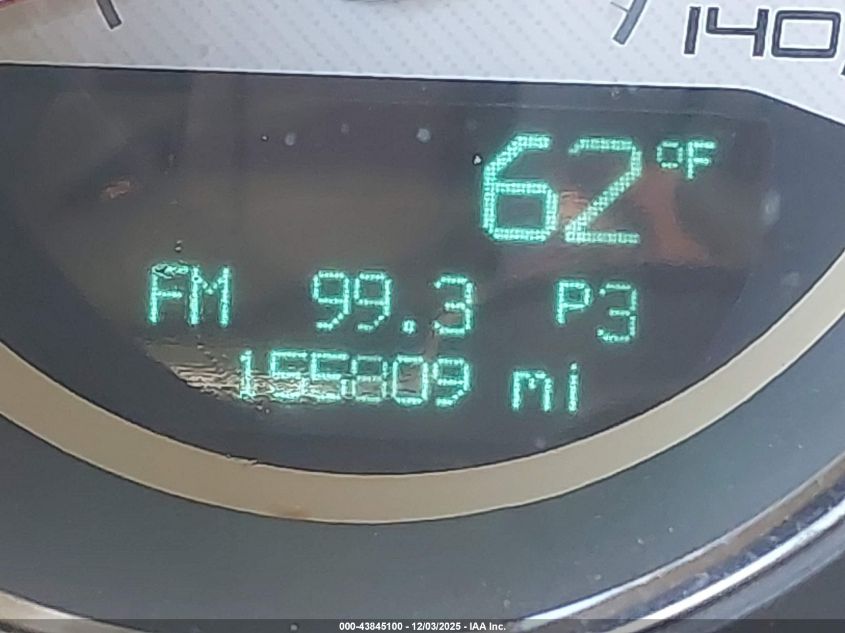 140
62 °F
FM 99.3 P3
155809 mi
000-43845100 - 12/03/2025 - IAA Inc.